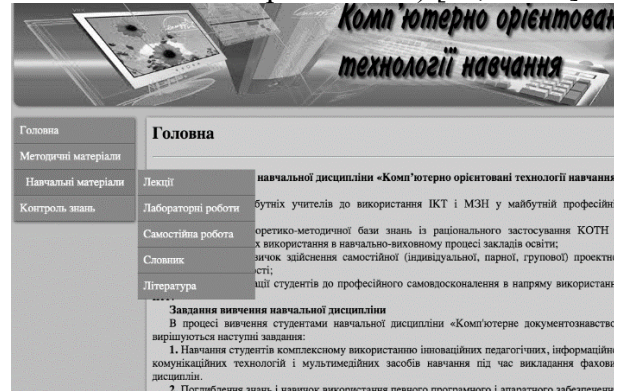 Комп'ютерно орієнтован
технології навчання
Головна
Методичні матеріали
Навчальні матеріали
Контроль знань
Лекції
Лабораторні роботи
Самостійна робота
Словник
Література
Головна
навчальної дисципліни «Комп'ютерно орієнтовані технології навчання
бутніх учителів до використання ІКТ і МЗН у майбутній професійн
оретико-методичної бази знань із раціонального застосування КОТН
х використання в навчально-виховному процесі закладів освіти;
вичок здійснення самостійної (індивідуальної, парної, групової) проектно
ості;
ації студентів до професійного самовдосконалення в напряму використан
Завдання вивчення навчальної дисципліни
В процесі вивчення студентами навчальної дисципліни «Комп'ютерне документознавство
вирішуються наступні завдання:
1. Навчання студентів комплексному використанню інноваційних педагогічних, інформаційно
комунікаційних технологій і мультимедійних засобів навчання під час викладання фахови
дисциплін.
2. Поглиблення знань і навичок використання певного програмного і апаратного забезпечен